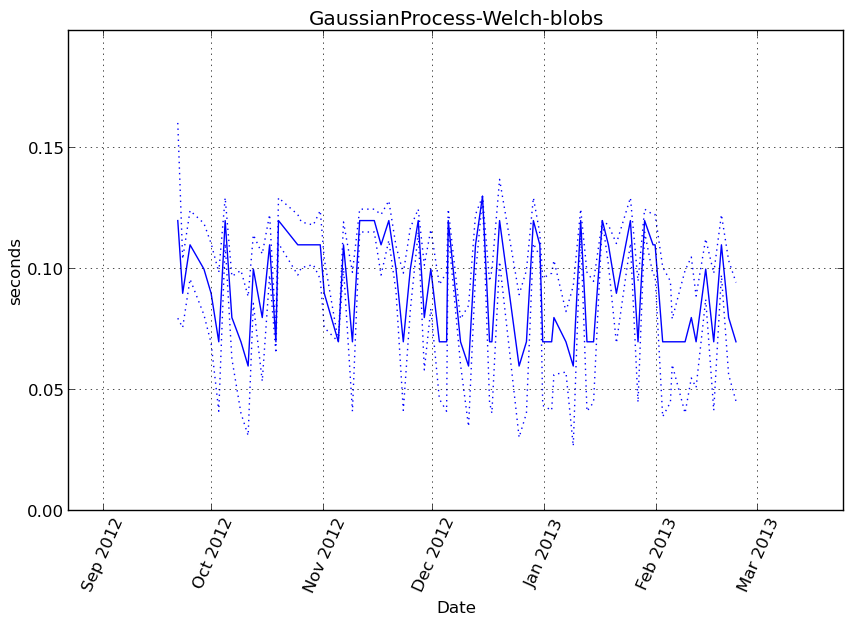 GaussianProcess-Welch-blobs
seconds
0.15
0.10
0.05
0.00
Sep 2012
Oct 2012
Nov 2012
Dec 2012
Jan 2013
Feb 2013
Mar 2013
Date